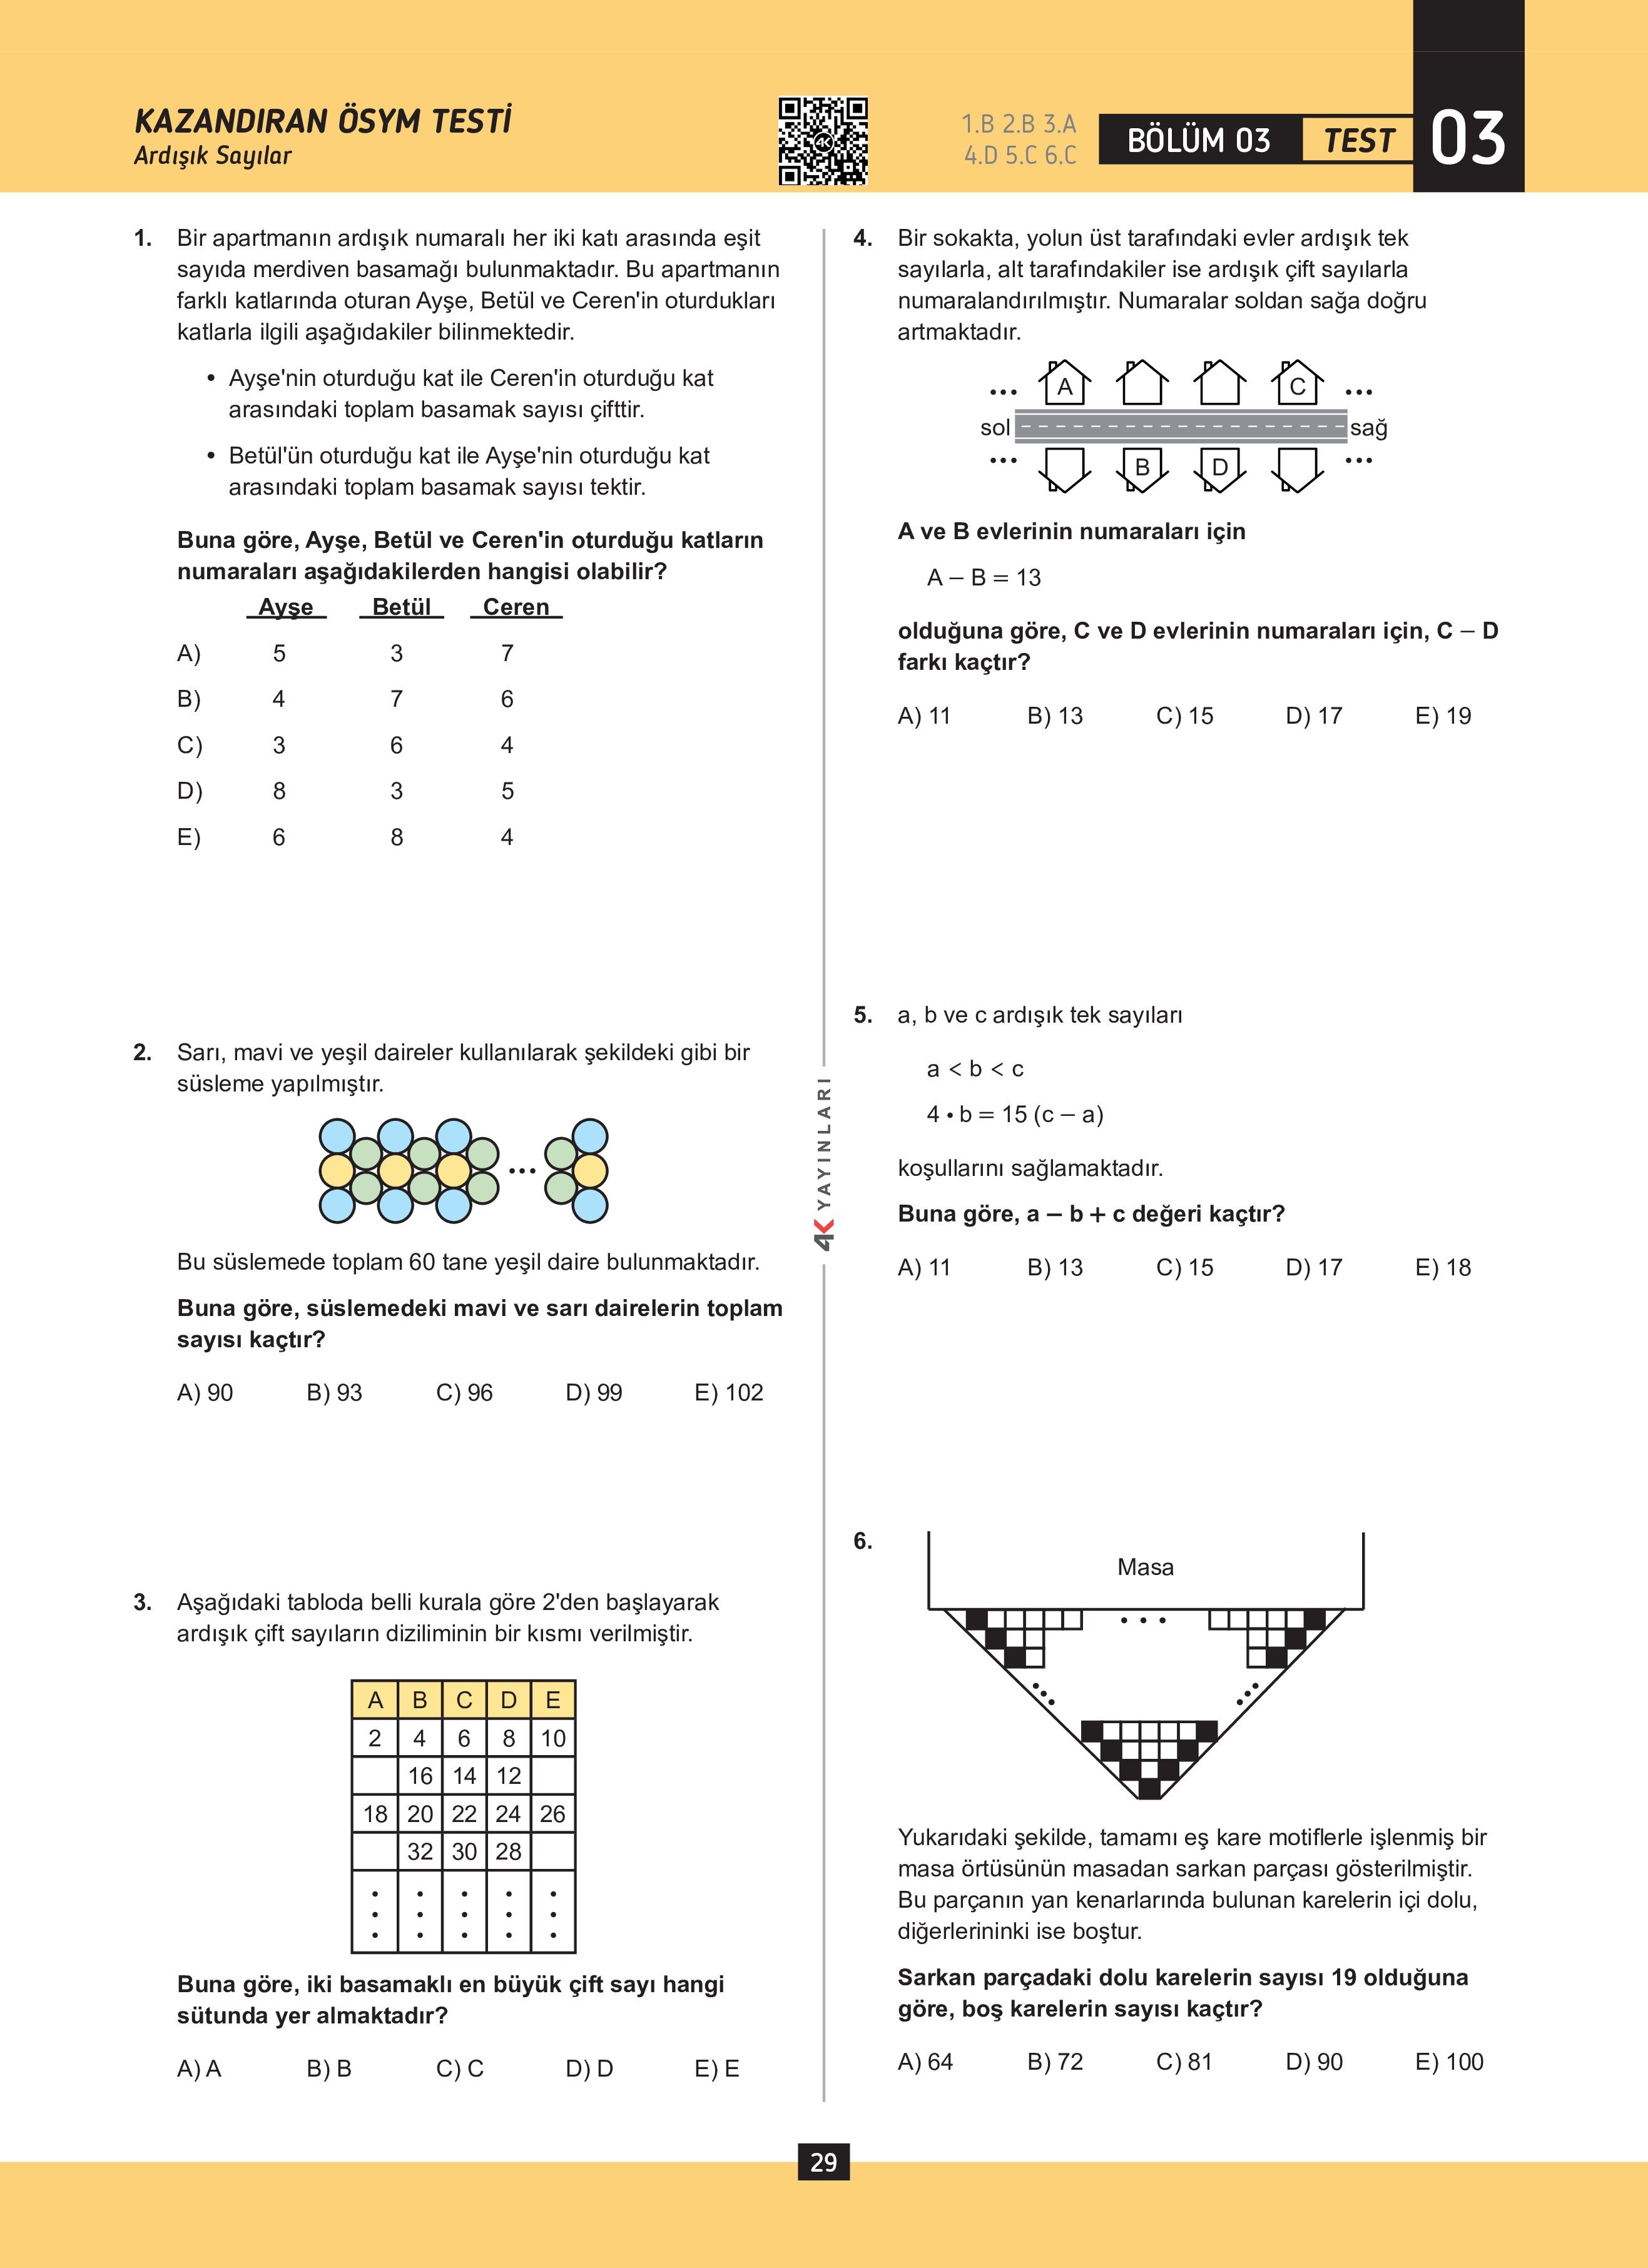 KAZANDIRAN ÖSYM TESTİ
Ardışık Sayılar
1.B 2.B 3.A
4.D 5.C 6.C
BÖLÜM 03
TEST
03
1. Bir apartmanın ardışık numaralı her iki katı arasında eşit
sayıda merdiven basamağı bulunmaktadır. Bu apartmanın
farklı katlarında oturan Ayşe, Betül ve Ceren'in oturdukları
katlarla ilgili aşağıdakiler bilinmektedir.
• Ayşe'nin oturduğu kat ile Ceren'in oturduğu kat
arasındaki toplam basamak sayısı çifttir.
• Betül'ün oturduğu kat ile Ayşe'nin oturduğu kat
arasındaki toplam basamak sayısı tektir.
Buna göre, Ayşe, Betül ve Ceren'in oturduğu katların
numaraları aşağıdakilerden hangisi olabilir?
Ayşe Betül Ceren
A) 5 3 7
B) 4 7 6
C) 3 6 4
D) 8 3 5
E) 6 8 4
2. Sarı, mavi ve yeşil daireler kullanılarak şekildeki gibi bir
süsleme yapılmıştır.
...
Bu süslemede toplam 60 tane yeşil daire bulunmaktadır.
Buna göre, süslemedeki mavi ve sarı dairelerin toplam
sayısı kaçtır?
A) 90 B) 93 C) 96 D) 99 E) 102
3. Aşağıdaki tabloda belli kurala göre 2'den başlayarak
ardışık çift sayıların diziliminin bir kısmı verilmiştir.
A B C D E
2 4 6 8 10
16 14 12
18 20 22 24 26
32 30 28
Buna göre, iki basamaklı en büyük çift sayı hangi
sütunda yer almaktadır?
A) A B) B C) C D) D E) E
4K YAYINLARI
4. Bir sokakta, yolun üst tarafındaki evler ardışık tek
sayılarla, alt tarafındakiler ise ardışık çift sayılarla
numaralandırılmıştır. Numaralar soldan sağa doğru
artmaktadır.
... A C ...
sol sağ
... B D ...
A ve B evlerinin numaraları için
A – B = 13
olduğuna göre, C ve D evlerinin numaraları için, C – D
farkı kaçtır?
A) 11 B) 13 C) 15 D) 17 E) 19
5. a, b ve c ardışık tek sayıları
a < b < c
4 • b = 15 (c – a)
koşullarını sağlamaktadır.
Buna göre, a – b + c değeri kaçtır?
A) 11 B) 13 C) 15 D) 17 E) 18
6.
Masa
...
Yukarıdaki şekilde, tamamı eş kare motiflerle işlenmiş bir
masa örtüsünün masadan sarkan parçası gösterilmiştir.
Bu parçanın yan kenarlarında bulunan karelerin içi dolu,
diğerlerininki ise boştur.
Sarkan parçadaki dolu karelerin sayısı 19 olduğuna
göre, boş karelerin sayısı kaçtır?
A) 64 B) 72 C) 81 D) 90 E) 100
29